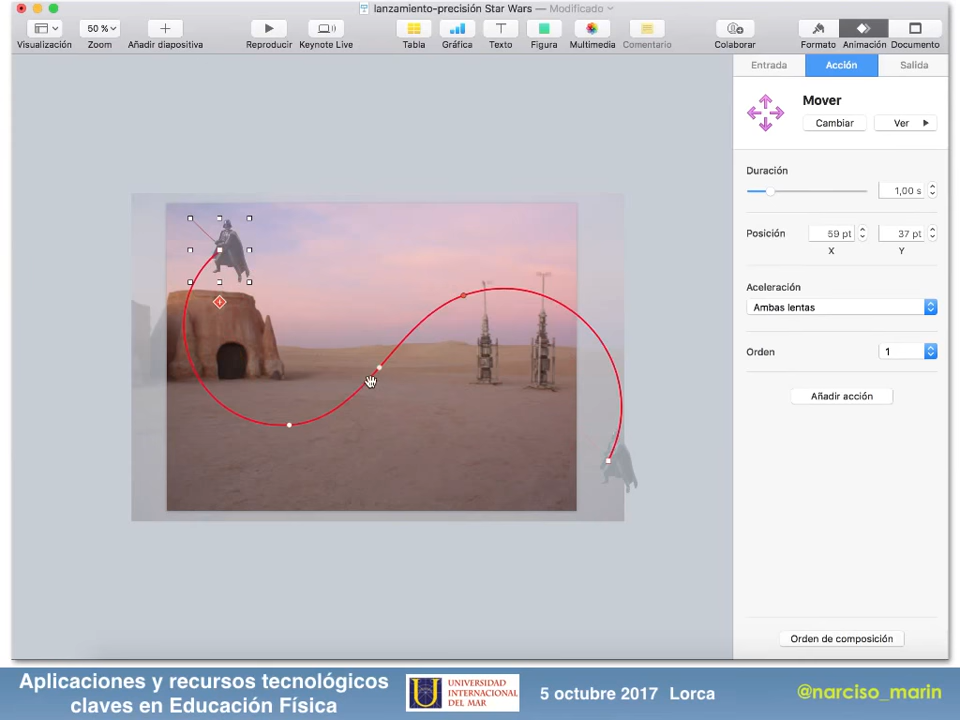 lanzamiento-precisión Star Wars — Modificado
50 %
Visualización
Zoom
Añadir diapositiva
Reproducir
Keynote Live
Tabla
Gráfica
Texto
Figura
Multimedia
Comentario
Colaborar
Formato
Animación
Documento
Entrada
Acción
Salida
Mover
Cambiar
Ver
Duración
1,00 s
Posición
59 pt
37 pt
X
Y
Aceleración
Ambas lentas
Orden
1
Añadir acción
Orden de composición
Aplicaciones y recursos tecnológicos
claves en Educación Física
UNIVERSIDAD
INTERNACIONAL
DEL MAR
5 octubre 2017 Lorca
@narciso_marin